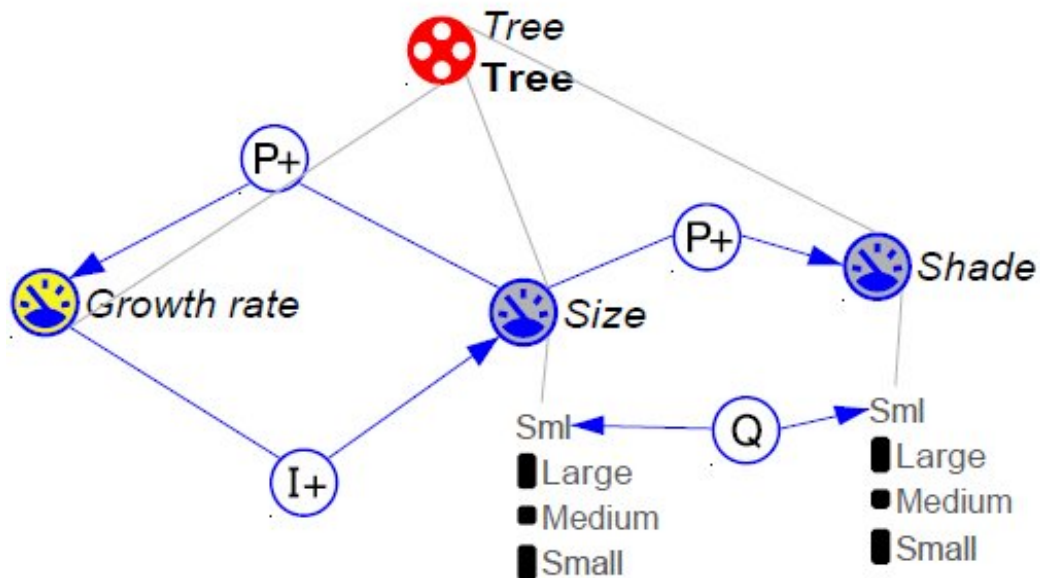 Tree
Tree
P+
P+
Shade
Growth rate
Size
Sml
Sml
Q
Large
Large
I+
Medium
Medium
Small
Small